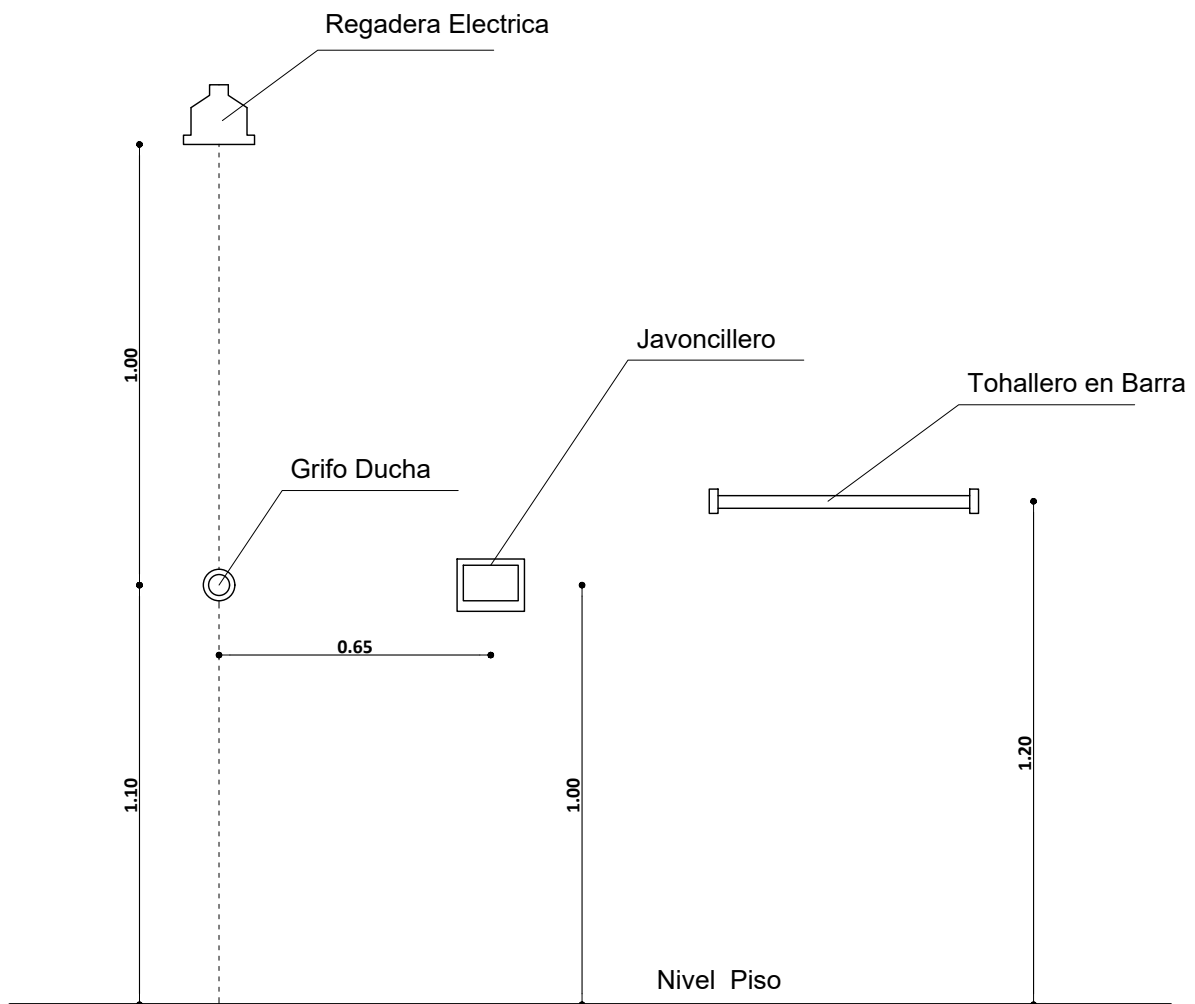 Regadera Electrica
Javoncillero
1.00
Tohallero en Barra
Grifo Ducha
0.65
1.20
1.10
1.00
Nivel Piso